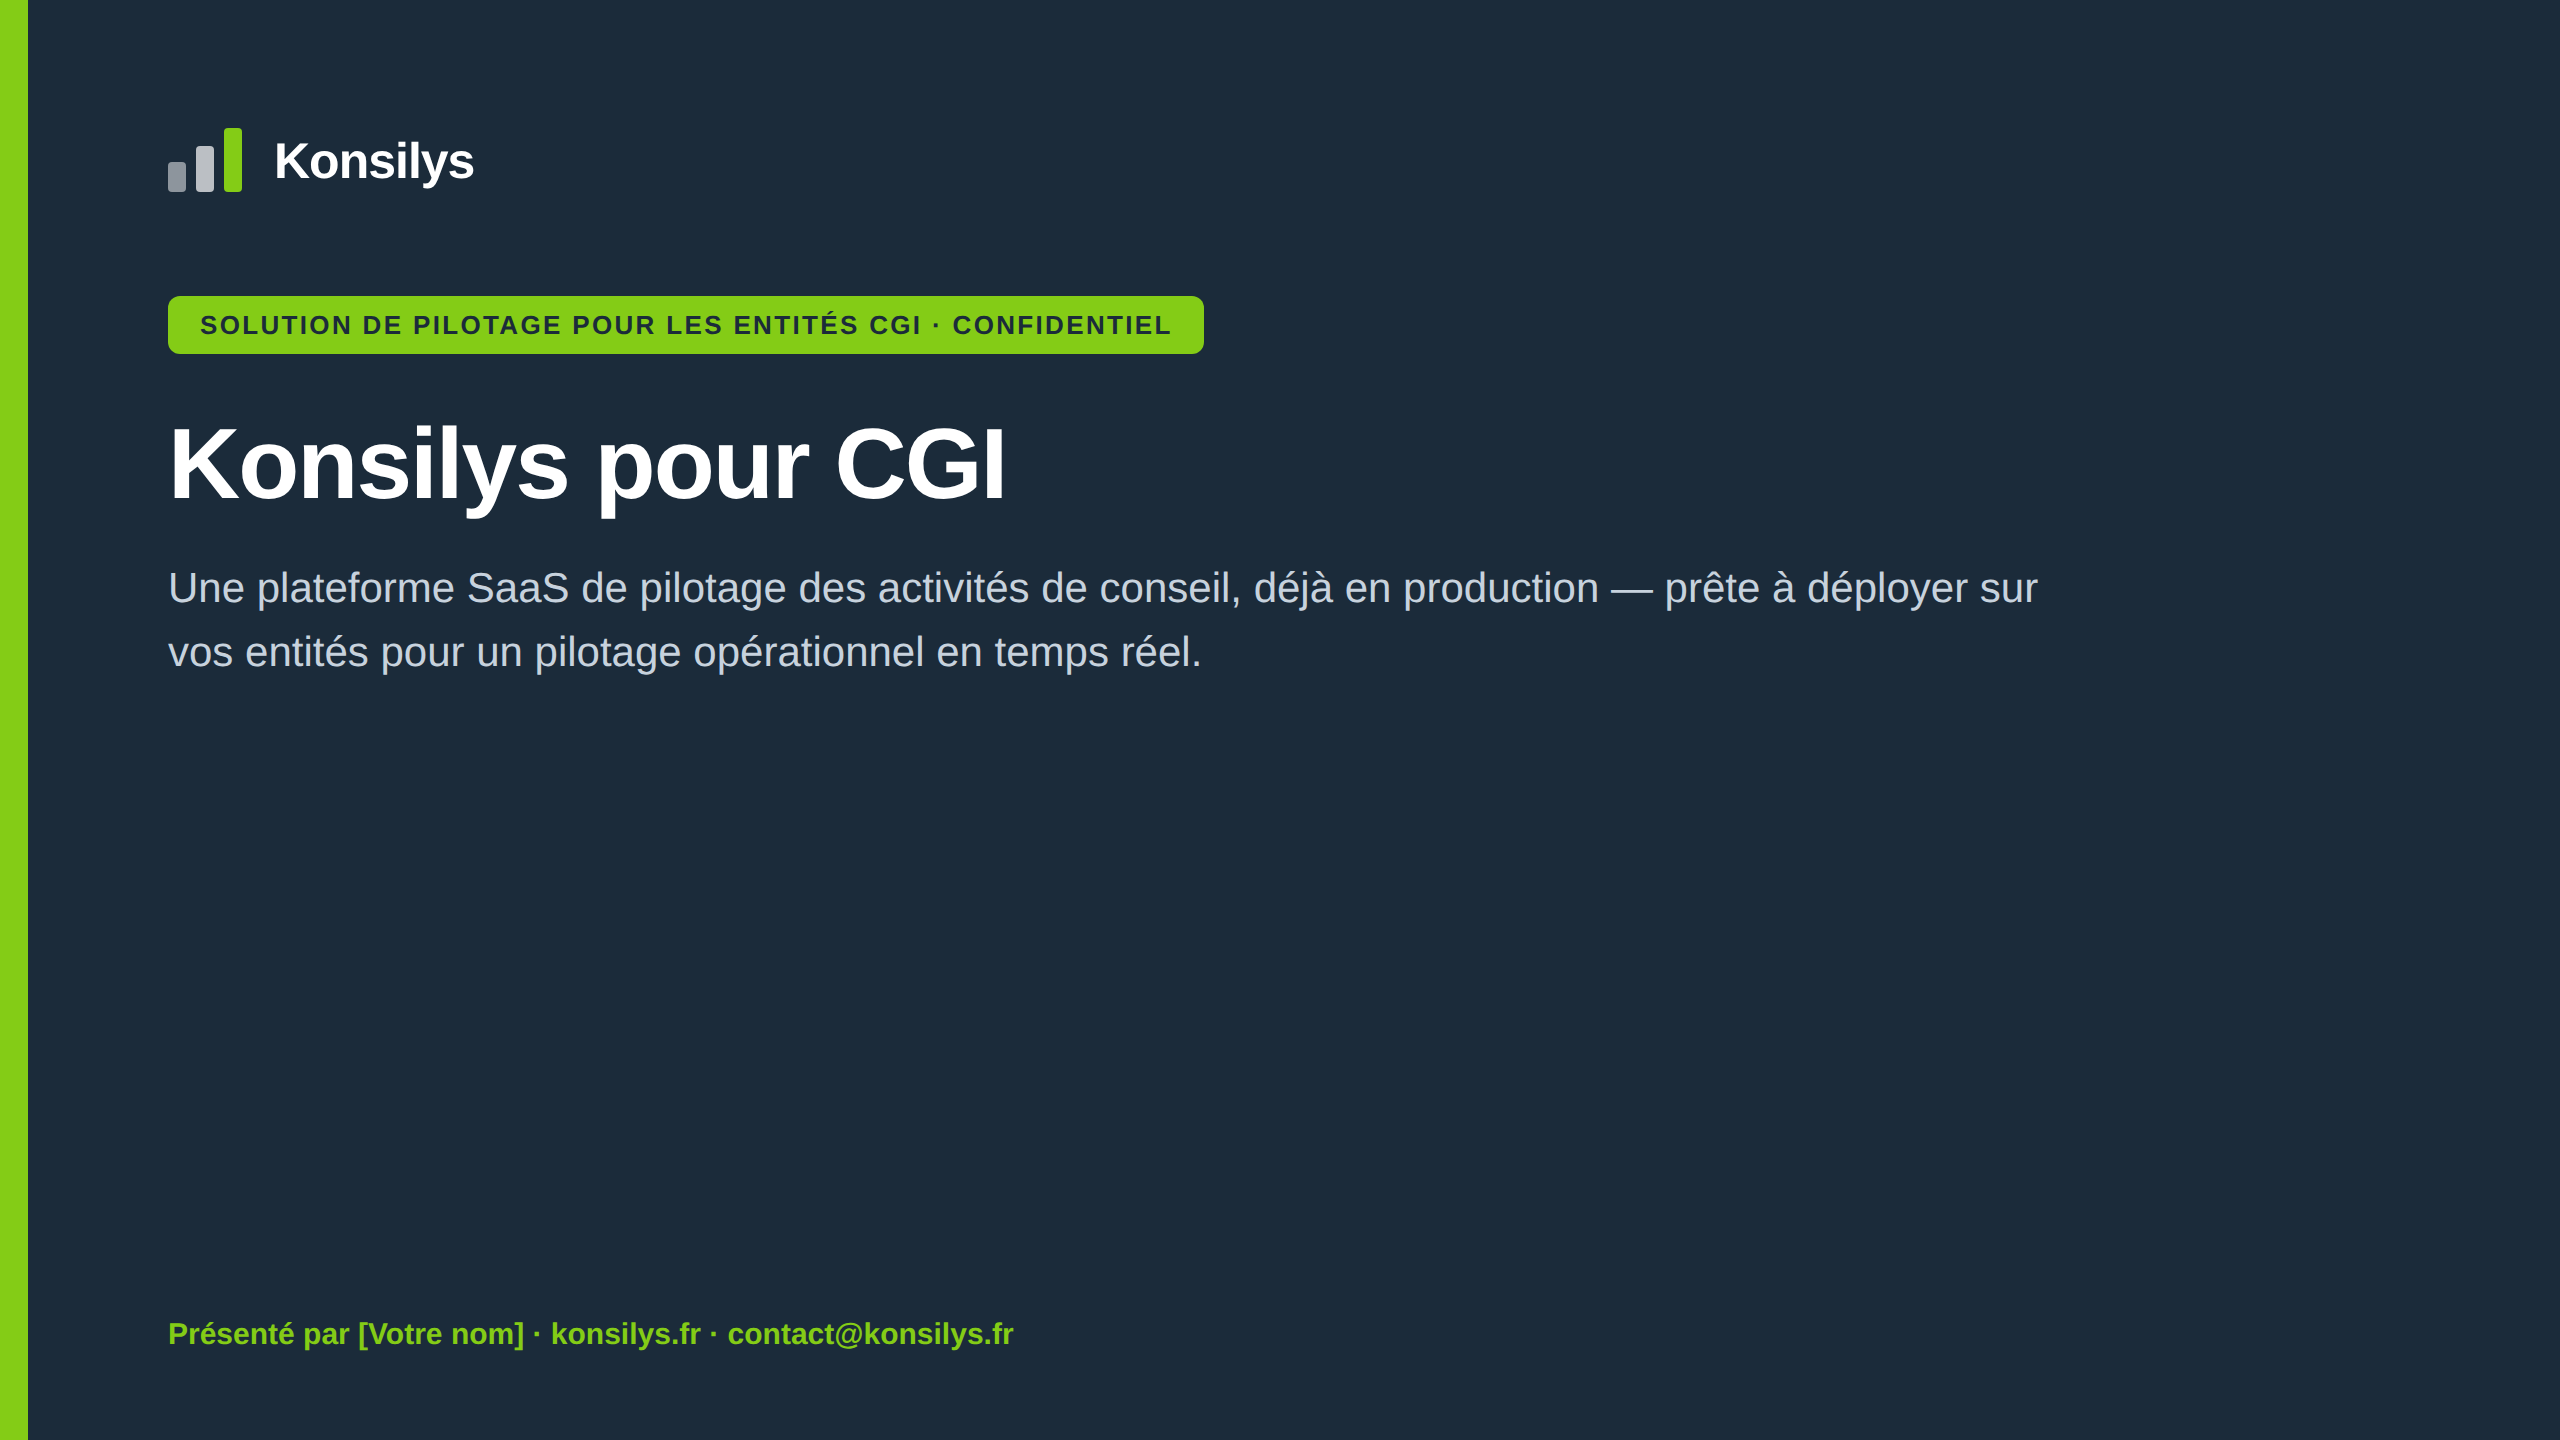 Konsilys
SOLUTION DE PILOTAGE POUR LES ENTITÉS CGI · CONFIDENTIEL
Konsilys pour CGI
Une plateforme SaaS de pilotage des activités de conseil, déjà en production — prête à déployer sur
vos entités pour un pilotage opérationnel en temps réel.
Présenté par [Votre nom] · konsilys.fr · contact@konsilys.fr